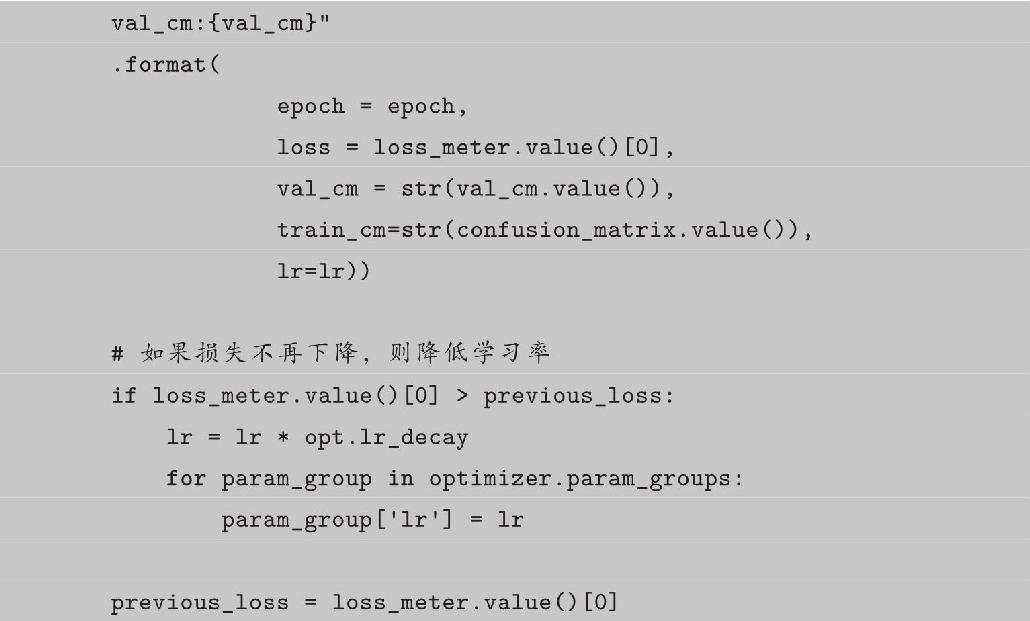 val_cm:{val_cm}"
.format(
epoch = epoch,
loss = loss_meter.value()[0],
val_cm = str(val_cm.value()),
train_cm=str(confusion_matrix.value()),
lr=lr))
# 如果损失不再下降，则降低学习率
if loss_meter.value()[0] > previous_loss:
lr = lr * opt.lr_decay
for param_group in optimizer.param_groups:
param_group['lr'] = lr
previous_loss = loss_meter.value()[0]